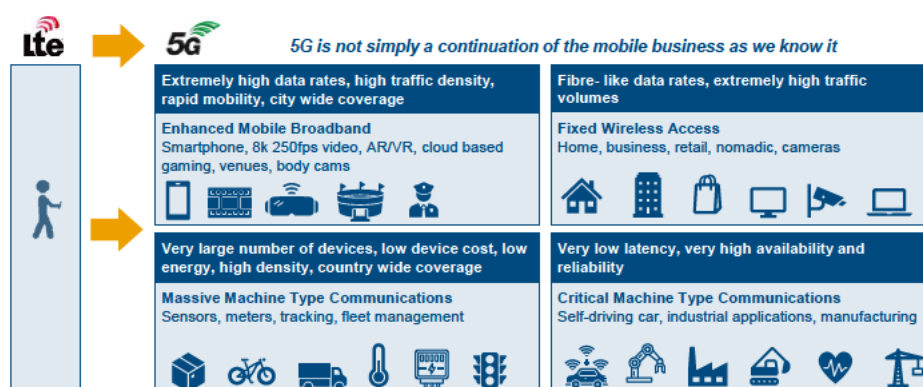 Lte
5G
5G is not simply a continuation of the mobile business as we know it
Extremely high data rates, high traffic density,
rapid mobility, city wide coverage
Enhanced Mobile Broadband
Smartphone, 8k 250fps video, AR/VR, cloud based
gaming, venues, body cams
Fibre- like data rates, extremely high traffic
volumes
Fixed Wireless Access
Home, business, retail, nomadic, cameras
Very large number of devices, low device cost, low
energy, high density, country wide coverage
Massive Machine Type Communications
Sensors, meters, tracking, fleet management
Very low latency, very high availability and
reliability
Critical Machine Type Communications
Self-driving car, industrial applications, manufacturing